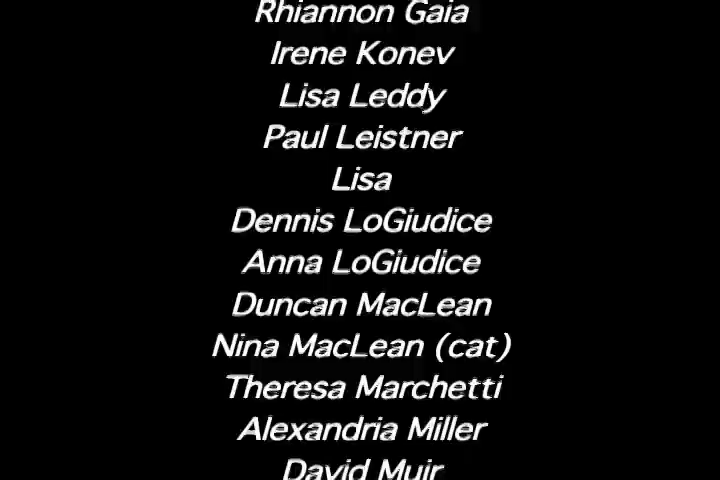 Rhiannon Gaia
Irene Konev
Lisa Leddy
Paul Leistner
Lisa
Dennis LoGiudice
Anna LoGiudice
Duncan MacLean
Nina MacLean (cat)
Theresa Marchetti
Alexandria Miller
David Muir